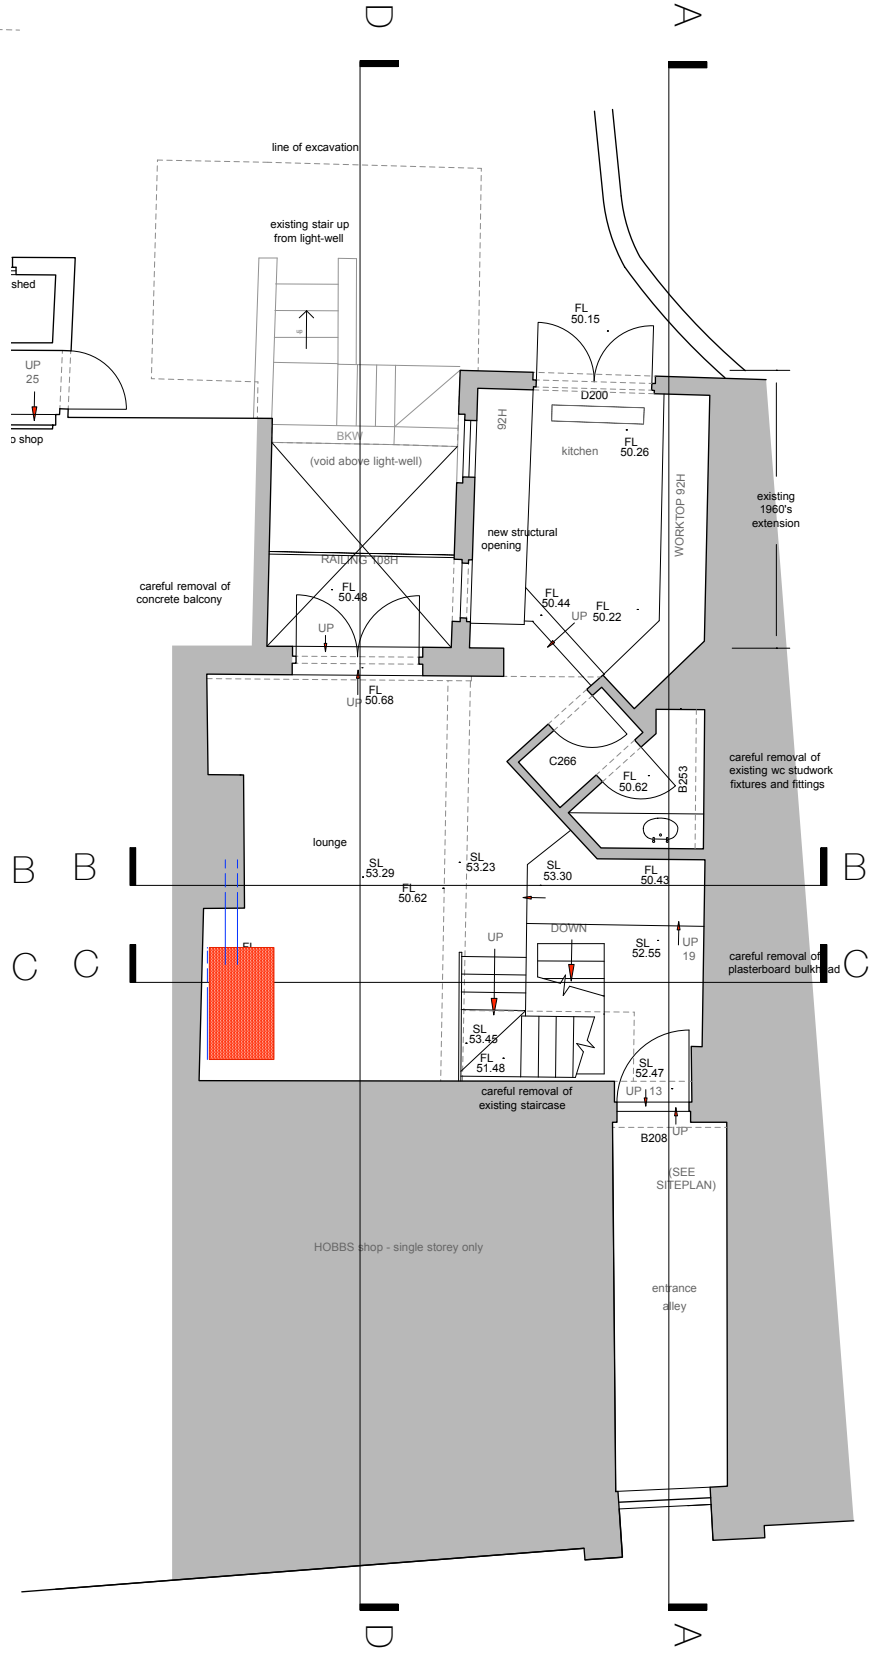 D
A
line of excavation
existing stair up
from light-well
shed
6
FL
50.15
UP
25
D200
o shop
92H
BKW
(void above light-well)
kitchen
FL
50.26
WORKTOP 92H
existing
1960's
extension
new structural
opening
RAILING 108H
careful removal of
concrete balcony
FL
50.48
FL
50.44
FL
50.22
UP
UP
FL
50.68
UP
C266
FL
50.62
B253
careful removal of
existing wc studwork
fixtures and fittings
lounge
B
B
SL
53.29
SL
53.23
SL
53.30
FL
50.43
B
FL
50.62
FL
UP
DOWN
SL
52.55
UP
19
C
C
careful removal of
plasterboard bulkhead
C
SL
53.45
FL
51.48
SL
52.47
UP 13
careful removal of
existing staircase
UP
B208
(SEE
SITEPLAN)
HOBBS shop - single storey only
entrance
alley
D
A